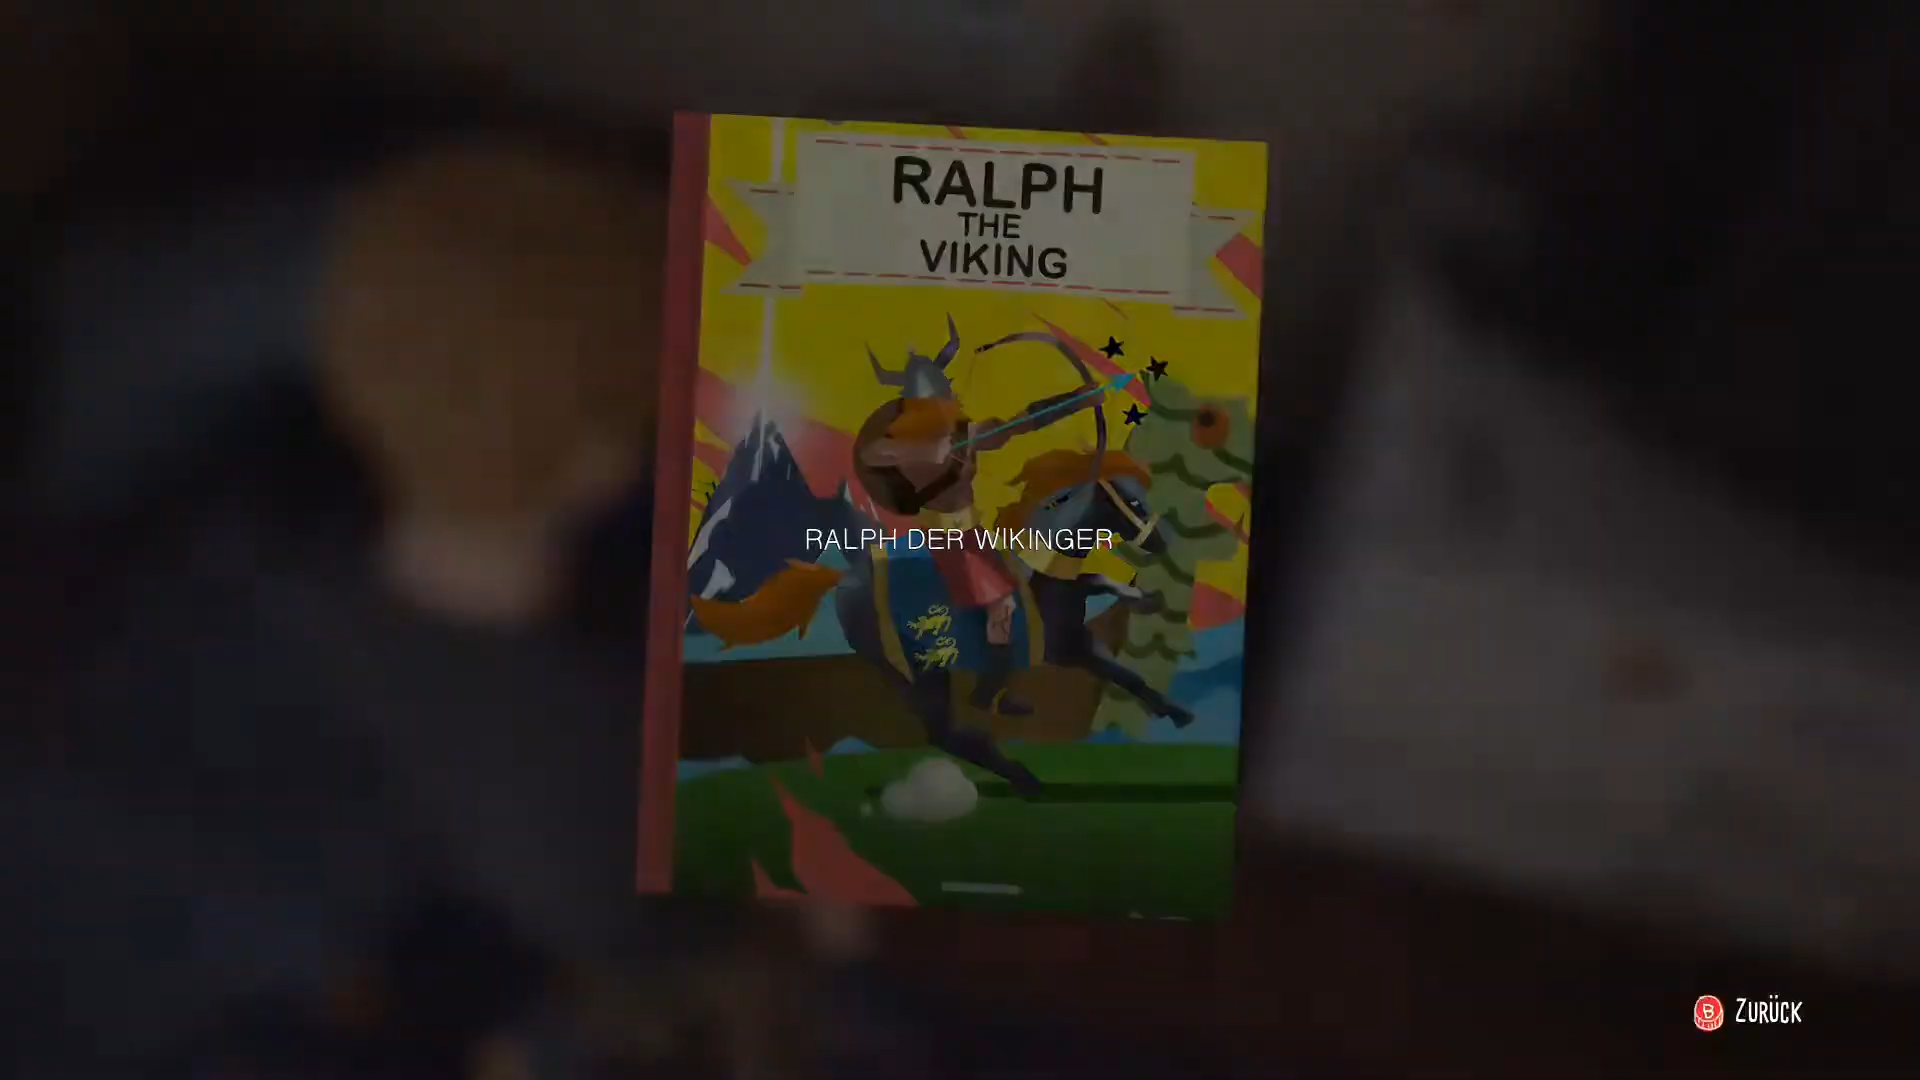 RALPH
THE
VIKING
RALPH DER WIKINGER
B ZURÜCK